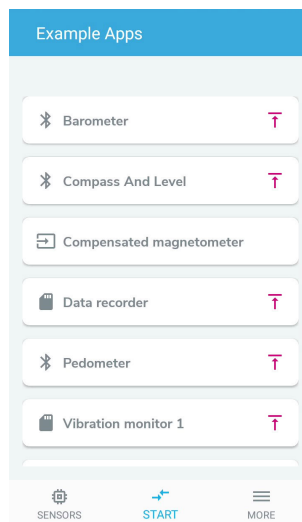 Example Apps
Barometer
Compass And Level
Compensated magnetometer
Data recorder
Pedometer
Vibration monitor 1
SENSORS START MORE